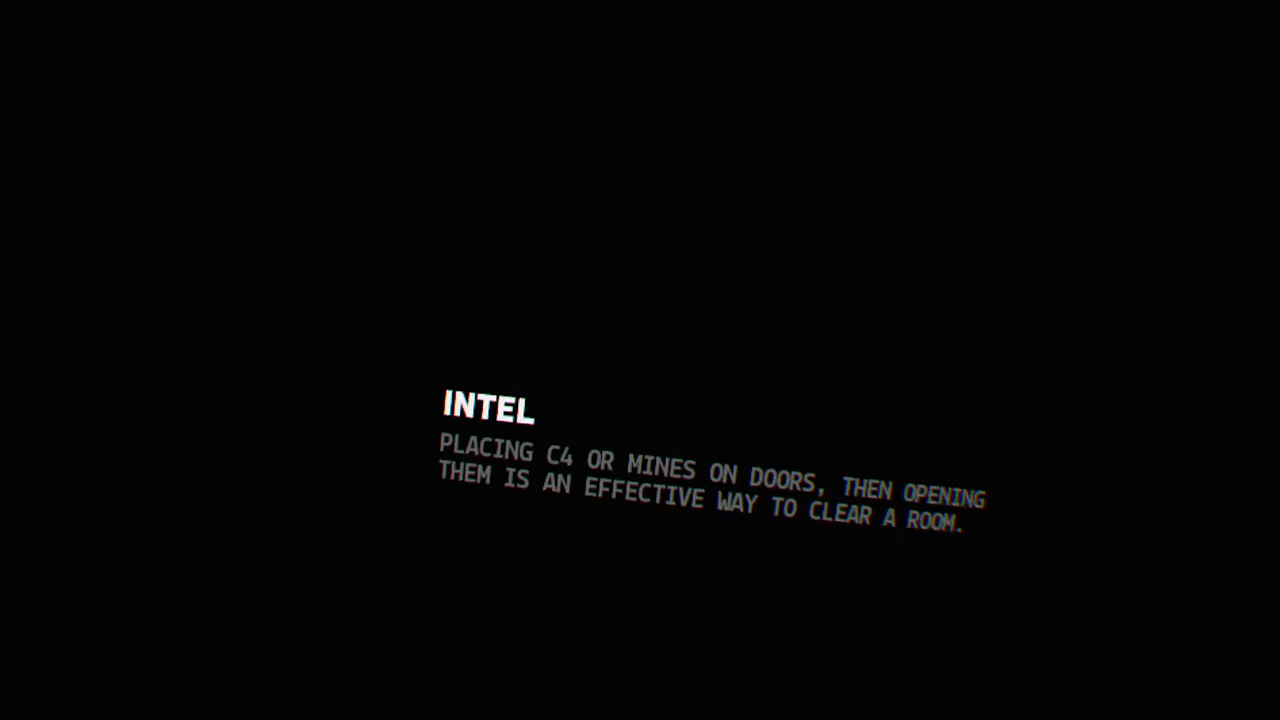 INTEL
PLACING C4 OR MINES ON DOORS, THEN OPENING
THEM IS AN EFFECTIVE WAY TO CLEAR A ROOM.